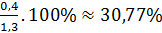 0,4/1,3 . 100% ≈ 30,77%